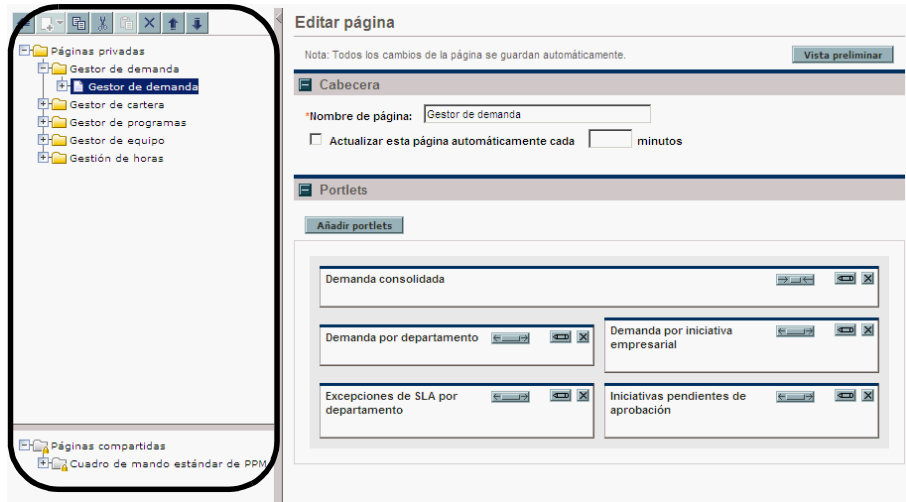 Páginas privadas
Gestor de demanda
Gestor de demanda
Gestor de cartera
Gestor de programas
Gestor de equipo
Gestión de horas
Páginas compartidas
Cuadro de mando estándar de PPM
Editar página
Nota: Todos los cambios de la página se guardan automáticamente.
Vista preliminar
Cabecera
*Nombre de página: Gestor de demanda
Actualizar esta página automáticamente cada minutos
Portlets
Añadir portlets
Demanda consolidada
Demanda por departamento
Demanda por iniciativa
empresarial
Excepciones de SLA por
departamento
Iniciativas pendientes de
aprobación